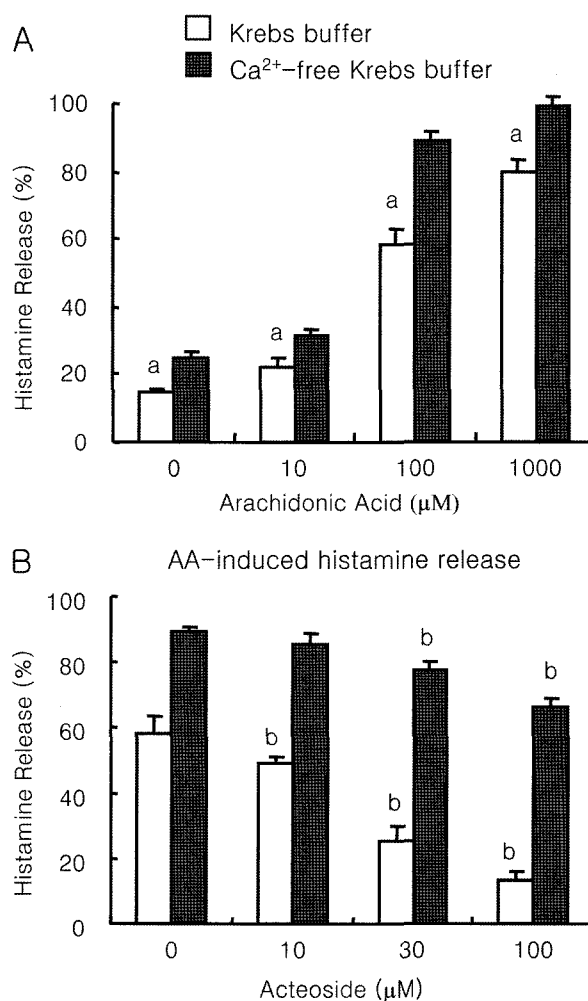 A
Krebs buffer
Ca²⁺-free Krebs buffer
Histamine Release (%)
100
80
60
40
20
0
a
a
a
a
0 10 100 1000
Arachidonic Acid (μM)
B AA-induced histamine release
Histamine Release (%)
100
80
60
40
20
0
b
b
b
b
b
0 10 30 100
Acteoside (μM)